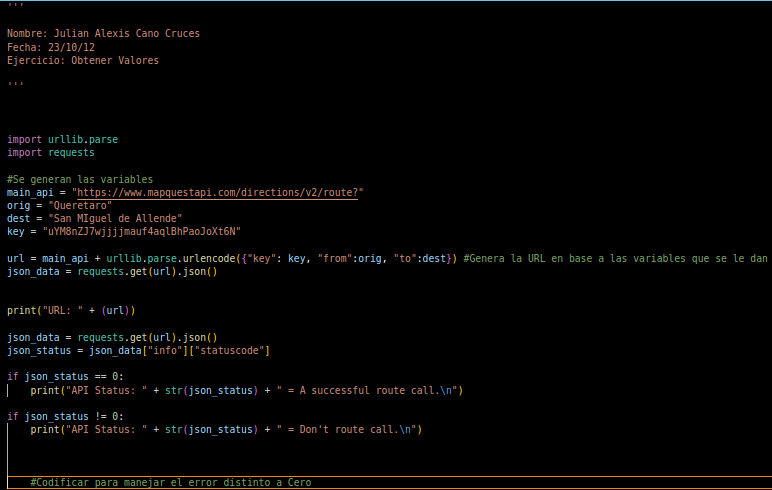 '''
Nombre: Julian Alexis Cano Cruces
Fecha: 23/10/12
Ejercicio: Obtener Valores
'''
import urllib.parse
import requests
#Se generan las variables
main_api = "https://www.mapquestapi.com/directions/v2/route?"
orig = "Queretaro"
dest = "San MIguel de Allende"
key = "uYM8nZJ7wjjjjmauf4aqlBhPaoJoXt6N"
url = main_api + urllib.parse.urlencode({"key": key, "from":orig, "to":dest}) #Genera la URL en base a las variables que se le dan
json_data = requests.get(url).json()
print("URL: " + (url))
json_data = requests.get(url).json()
json_status = json_data["info"]["statuscode"]
if json_status == 0:
    print("API Status: " + str(json_status) + " = A successful route call.\n")
if json_status != 0:
    print("API Status: " + str(json_status) + " = Don't route call.\n")
    #Codificar para manejar el error distinto a Cero